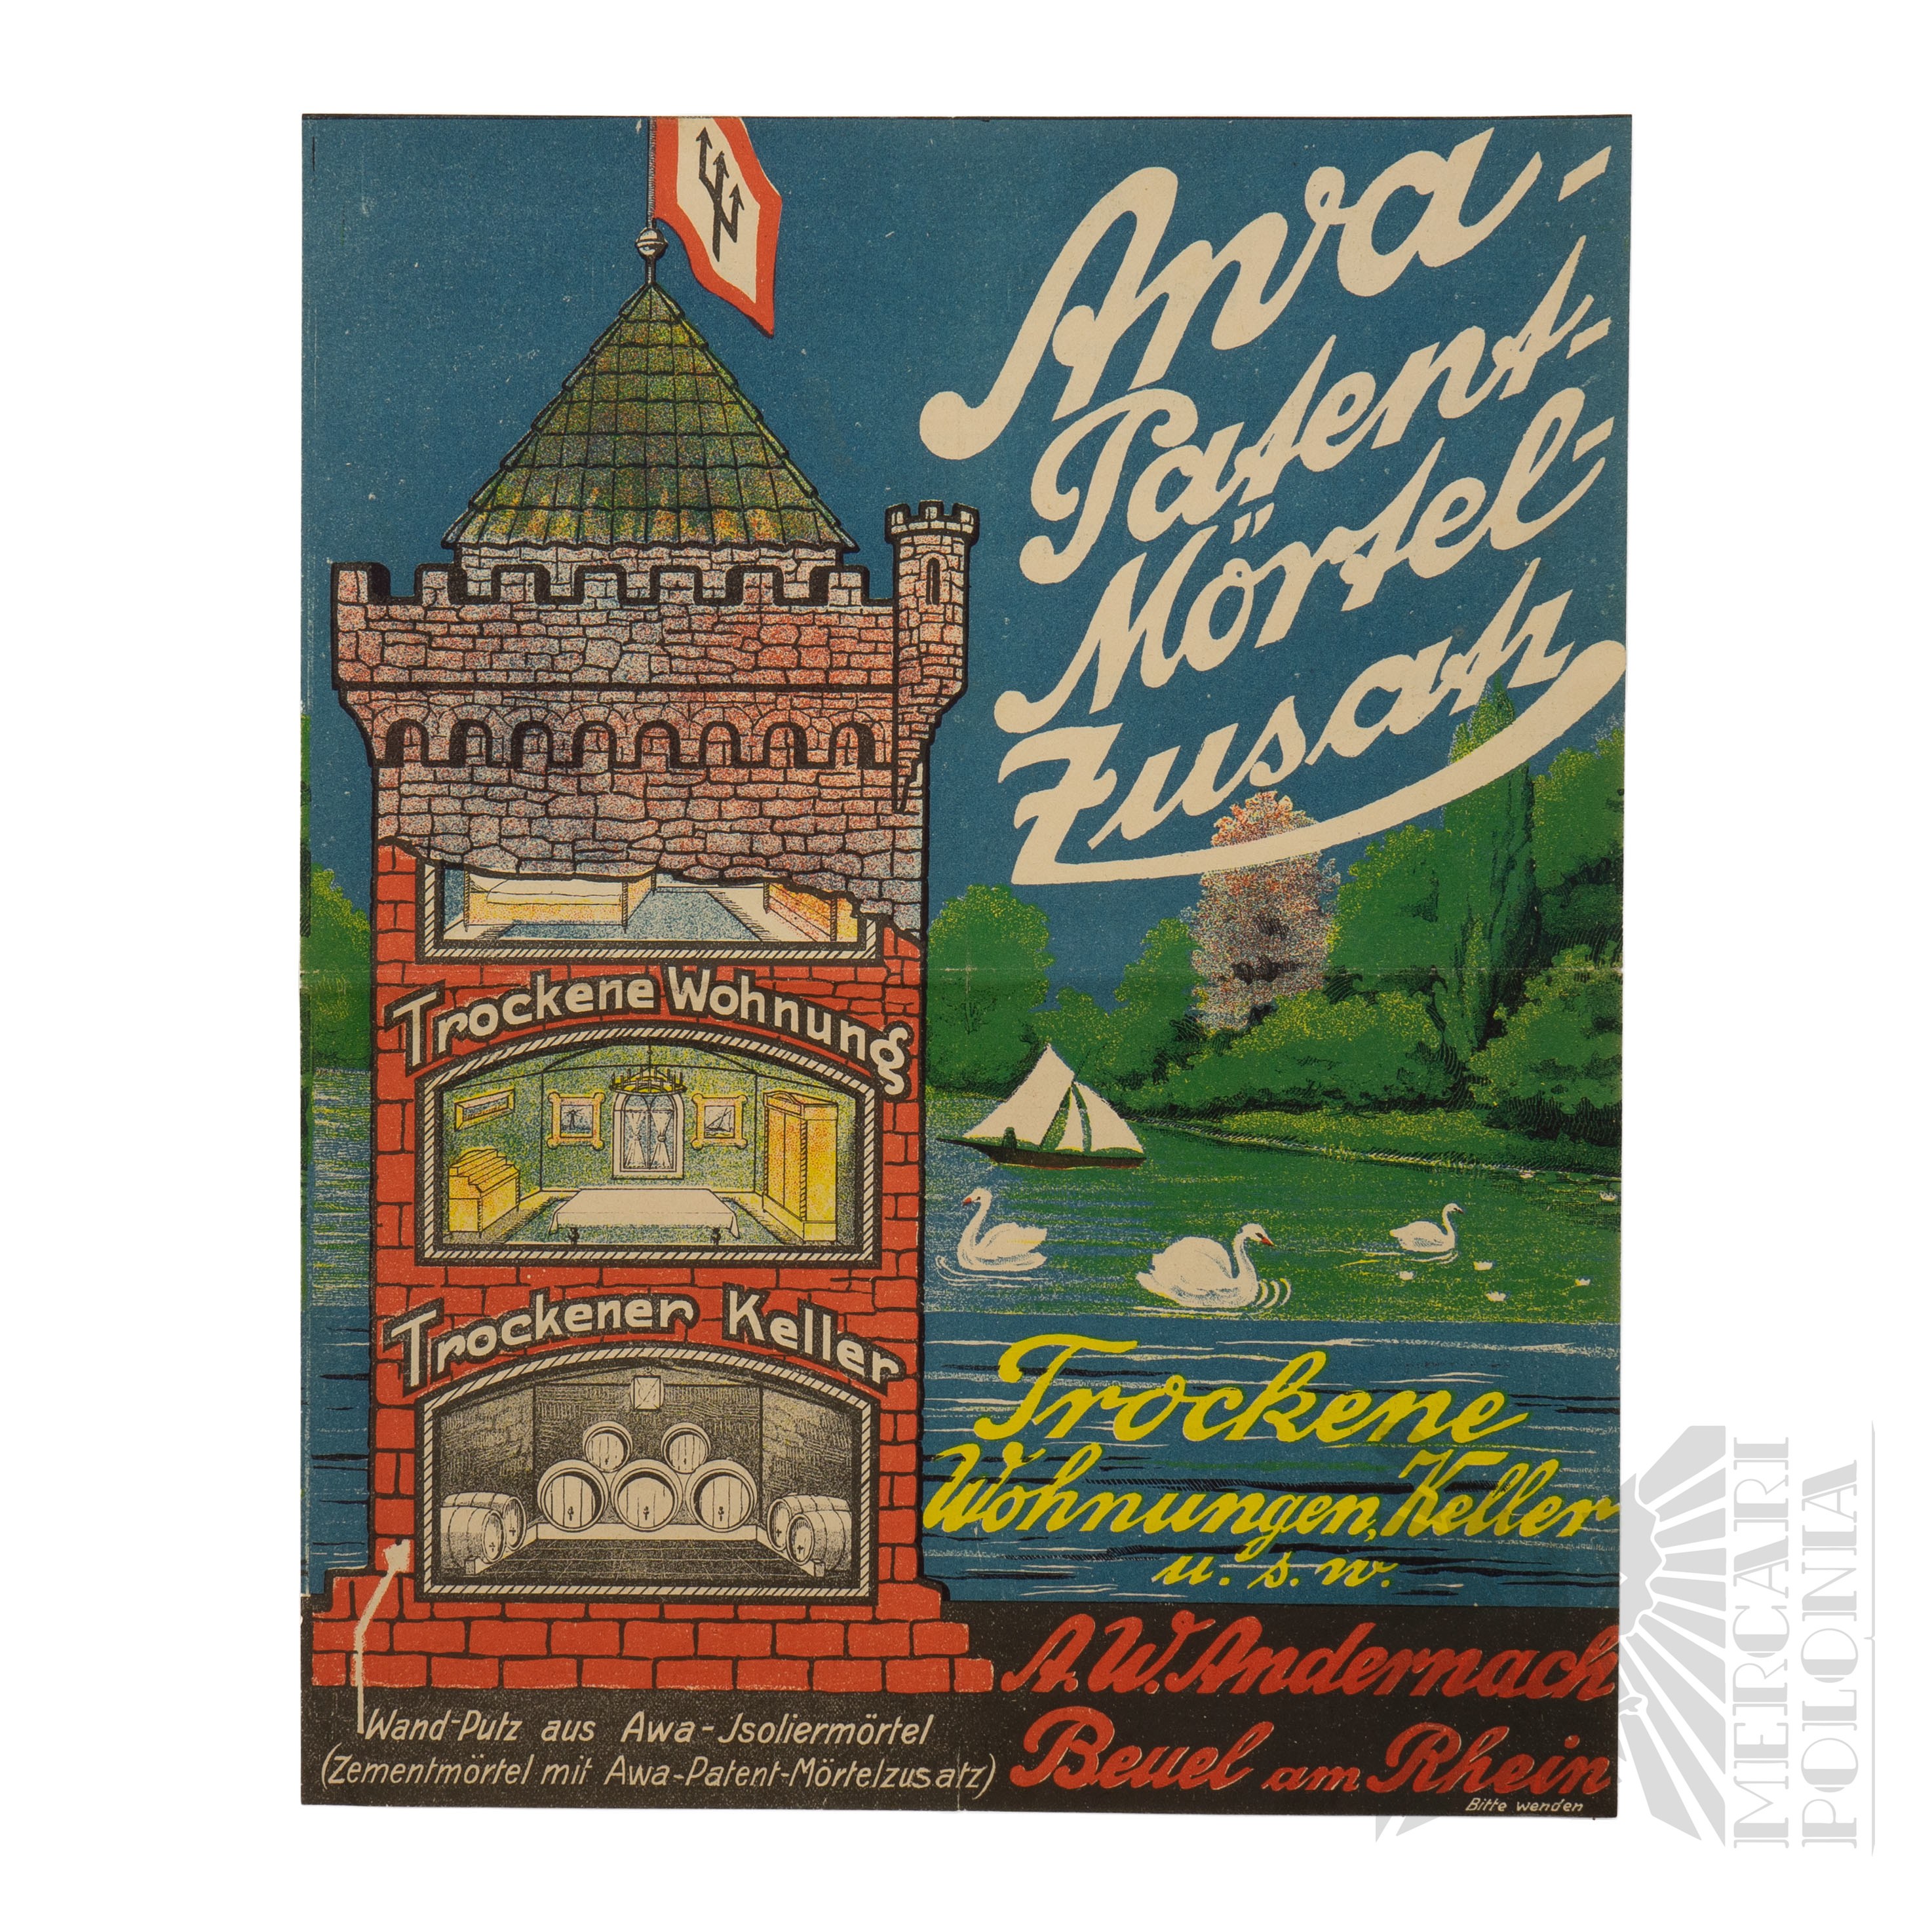 Awa-
Patent-
Mörtel-
Zusatz
Trockene Wohnung
Trockener Keller
Trockene
Wohnungen, Keller
u. s. w.
A. W. Andernach
Beuel am Rhein
Wand-Putz aus Awa-Jsoliermörtel
(Zementmörtel mit Awa-Patent-Mörtelzusatz)
Bitte wenden
MERCARI
POLONIA